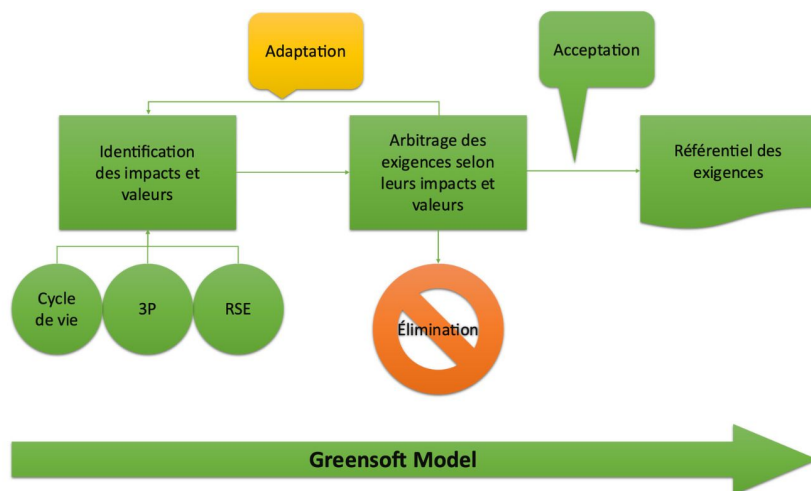 Adaptation
Acceptation
Identification
des impacts et
valeurs
Arbitrage des
exigences selon
leurs impacts et
valeurs
Référentiel des
exigences
Cycle
de vie
3P
RSE
Élimination
Greensoft Model